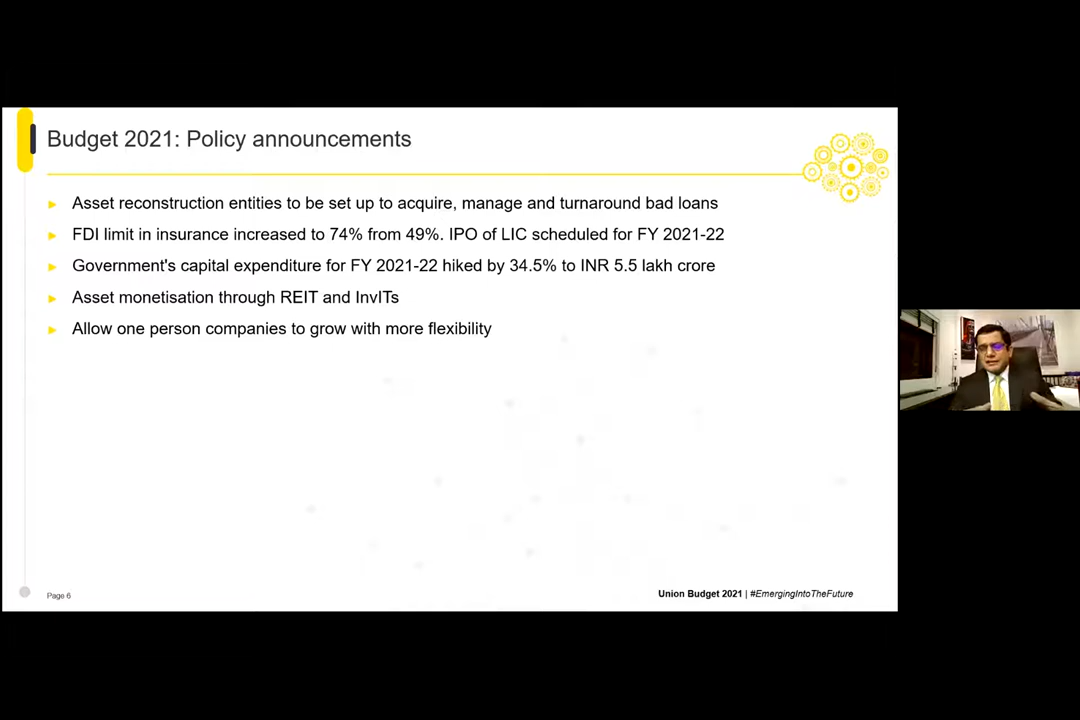 Budget 2021: Policy announcements
► Asset reconstruction entities to be set up to acquire, manage and turnaround bad loans
► FDI limit in insurance increased to 74% from 49%. IPO of LIC scheduled for FY 2021-22
► Government's capital expenditure for FY 2021-22 hiked by 34.5% to INR 5.5 lakh crore
► Asset monetisation through REIT and InvITs
► Allow one person companies to grow with more flexibility
Page 6
Union Budget 2021 | #EmergingIntoTheFuture